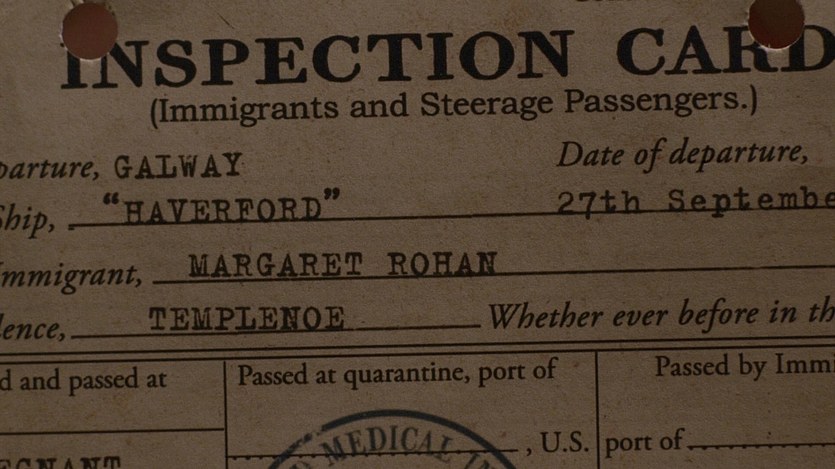 INSPECTION CARD
(Immigrants and Steerage Passengers.)
parture, GALWAY Date of departure,
Ship, "HAVERFORD" 27th Septembe
mmigrant, MARGARET ROHAN
lence, TEMPLENOE Whether ever before in th
d and passed at
Passed at quarantine, port of
Passed by Immi
MEDICAL
, U.S.
port of
GNANT